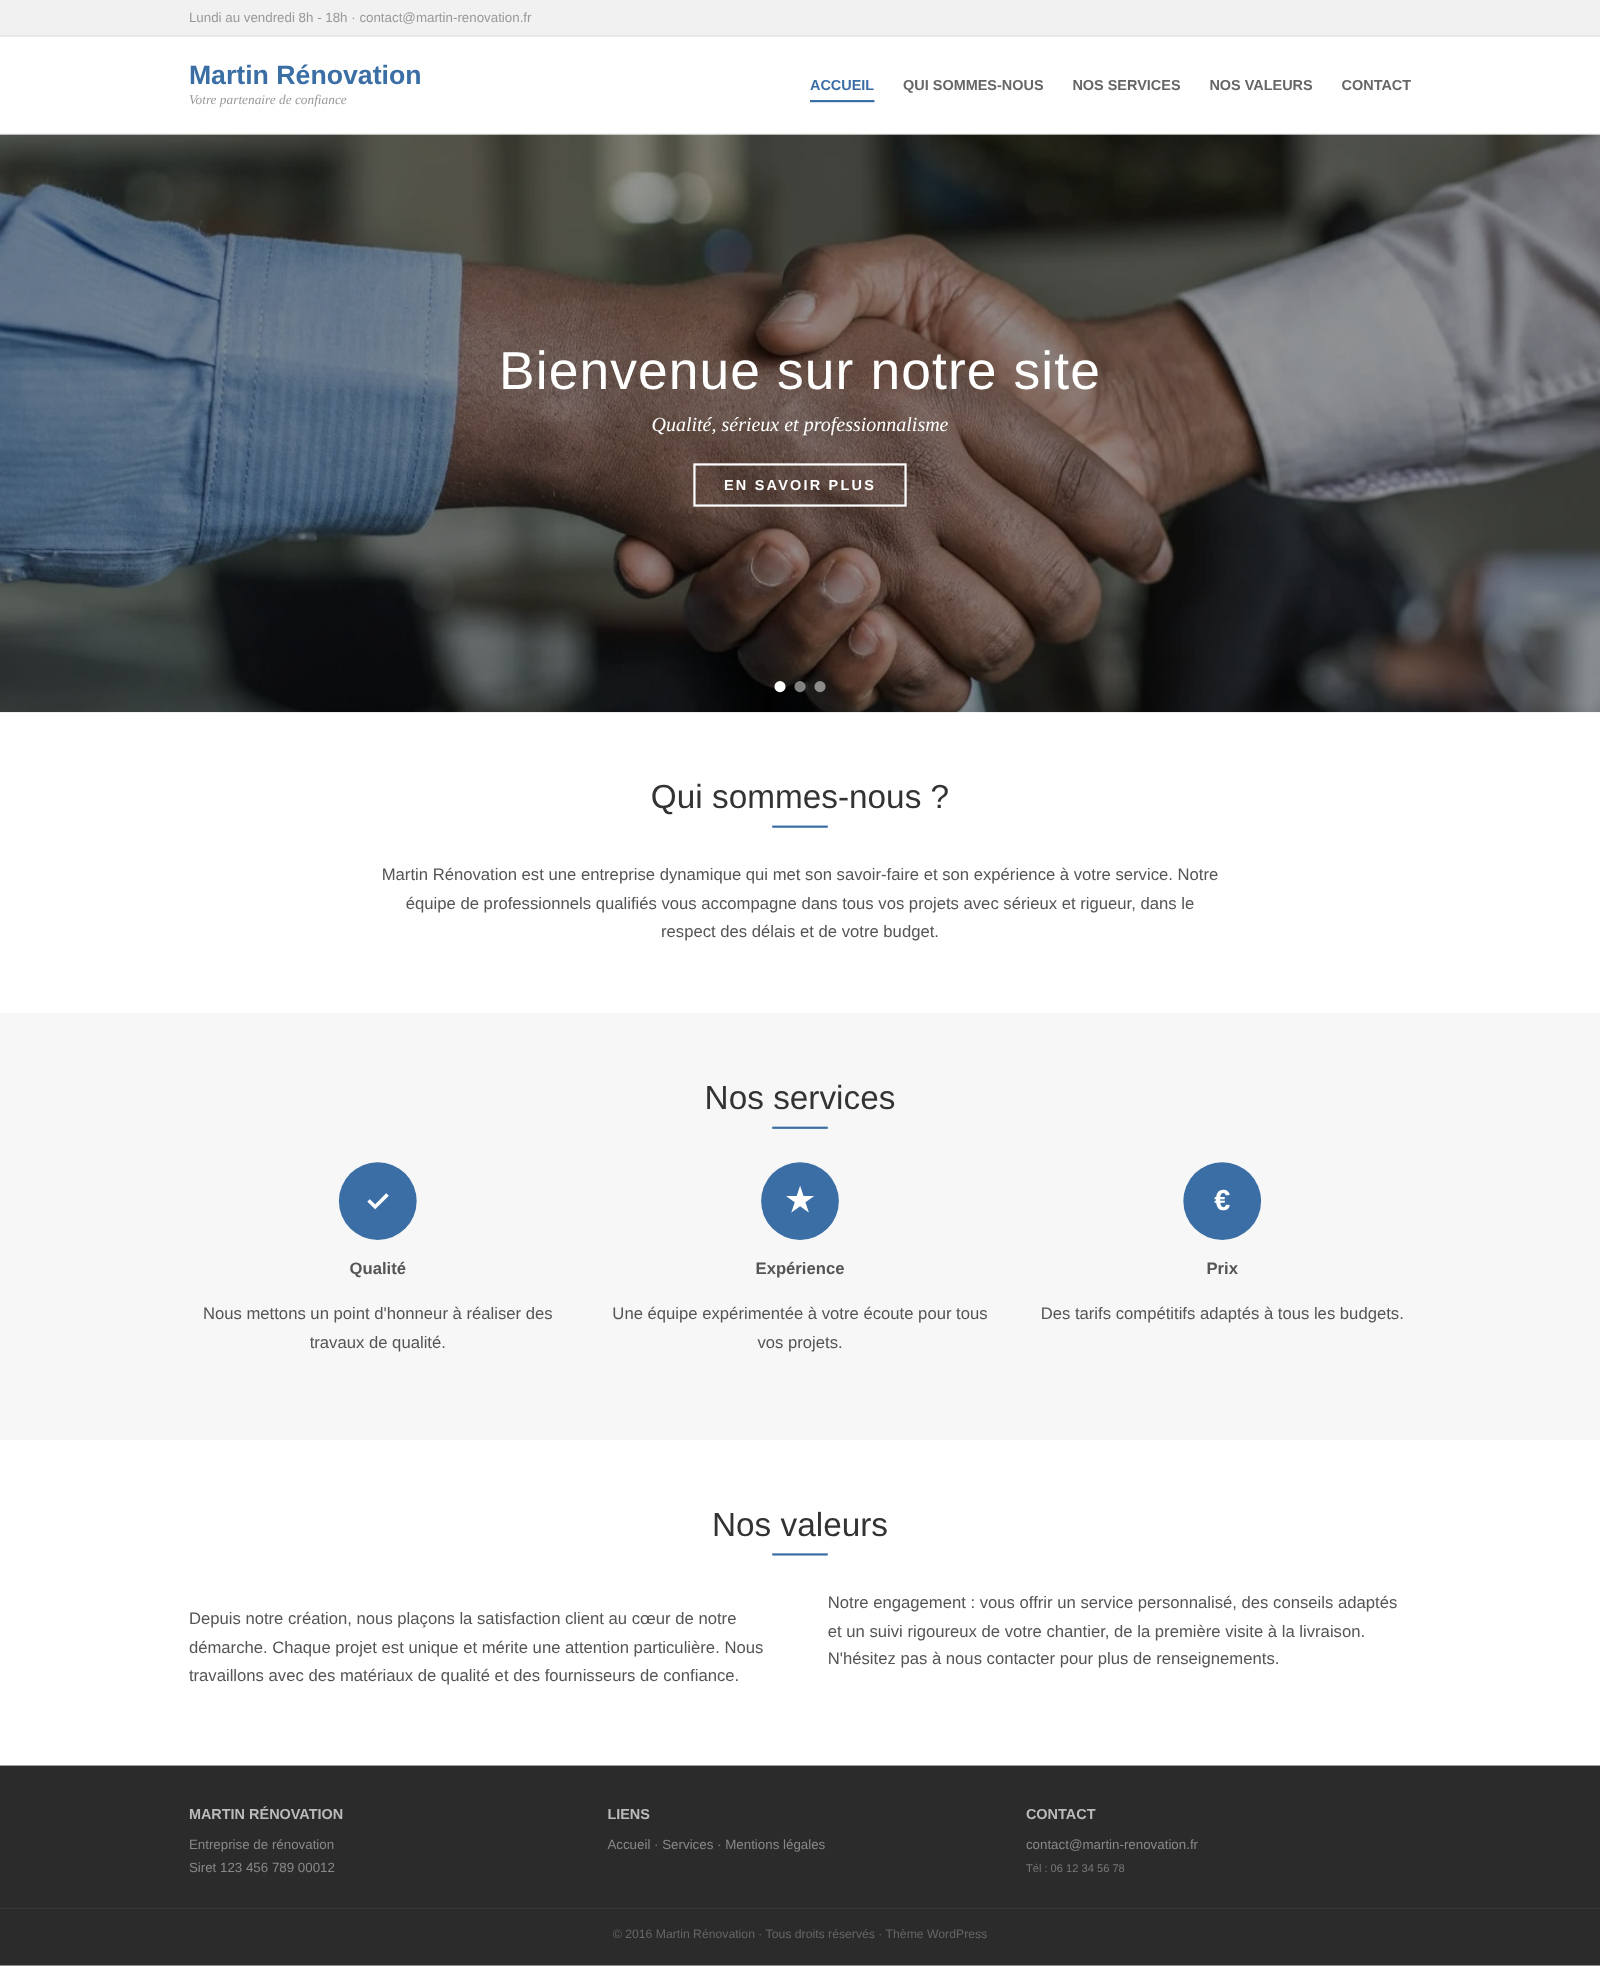 Lundi au vendredi 8h - 18h · contact@martin-renovation.fr
Martin Rénovation
Votre partenaire de confiance
ACCUEIL QUI SOMMES-NOUS NOS SERVICES NOS VALEURS CONTACT
Bienvenue sur notre site
Qualité, sérieux et professionnalisme
EN SAVOIR PLUS
Qui sommes-nous ?
Martin Rénovation est une entreprise dynamique qui met son savoir-faire et son expérience à votre service. Notre
équipe de professionnels qualifiés vous accompagne dans tous vos projets avec sérieux et rigueur, dans le
respect des délais et de votre budget.
Nos services
€
Qualité
Nous mettons un point d'honneur à réaliser des
travaux de qualité.
Expérience
Une équipe expérimentée à votre écoute pour tous
vos projets.
Prix
Des tarifs compétitifs adaptés à tous les budgets.
Nos valeurs
Depuis notre création, nous plaçons la satisfaction client au cœur de notre
démarche. Chaque projet est unique et mérite une attention particulière. Nous
travaillons avec des matériaux de qualité et des fournisseurs de confiance.
Notre engagement : vous offrir un service personnalisé, des conseils adaptés
et un suivi rigoureux de votre chantier, de la première visite à la livraison.
N'hésitez pas à nous contacter pour plus de renseignements.
MARTIN RÉNOVATION
Entreprise de rénovation
Siret 123 456 789 00012
LIENS
Accueil · Services · Mentions légales
CONTACT
contact@martin-renovation.fr
Tél : 06 12 34 56 78
© 2016 Martin Rénovation · Tous droits réservés · Thème WordPress